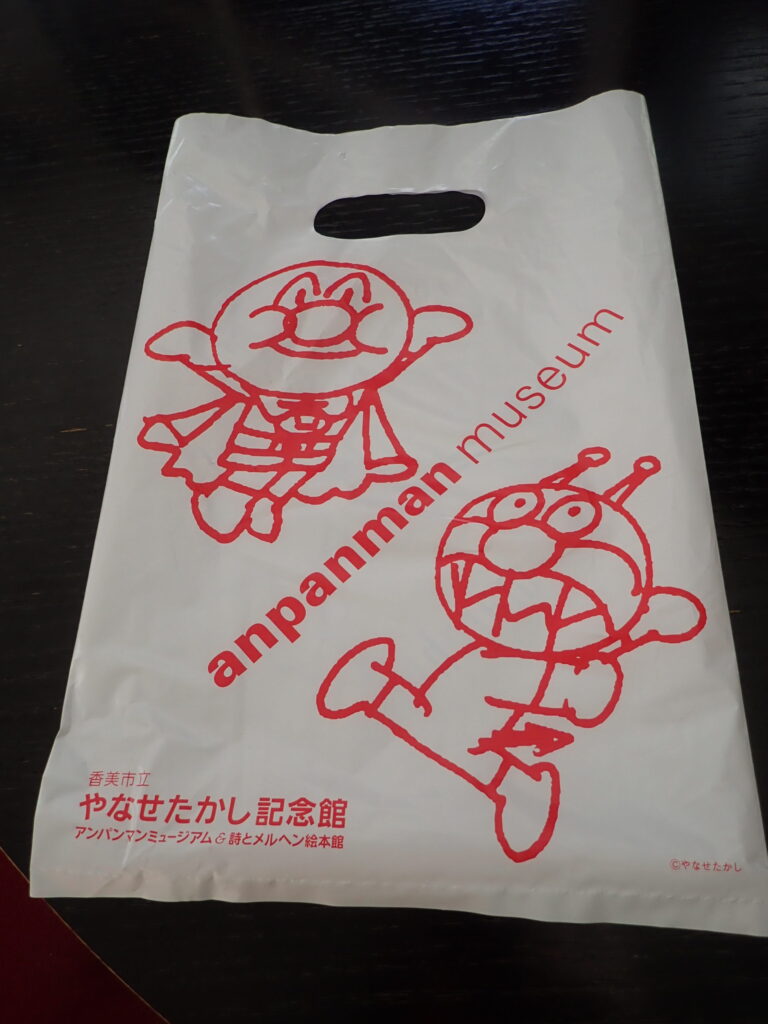 anpanman museum
香美市立
やなせたかし記念館
アンパンマンミュージアム&詩とメルヘン絵本館
©やなせたかし